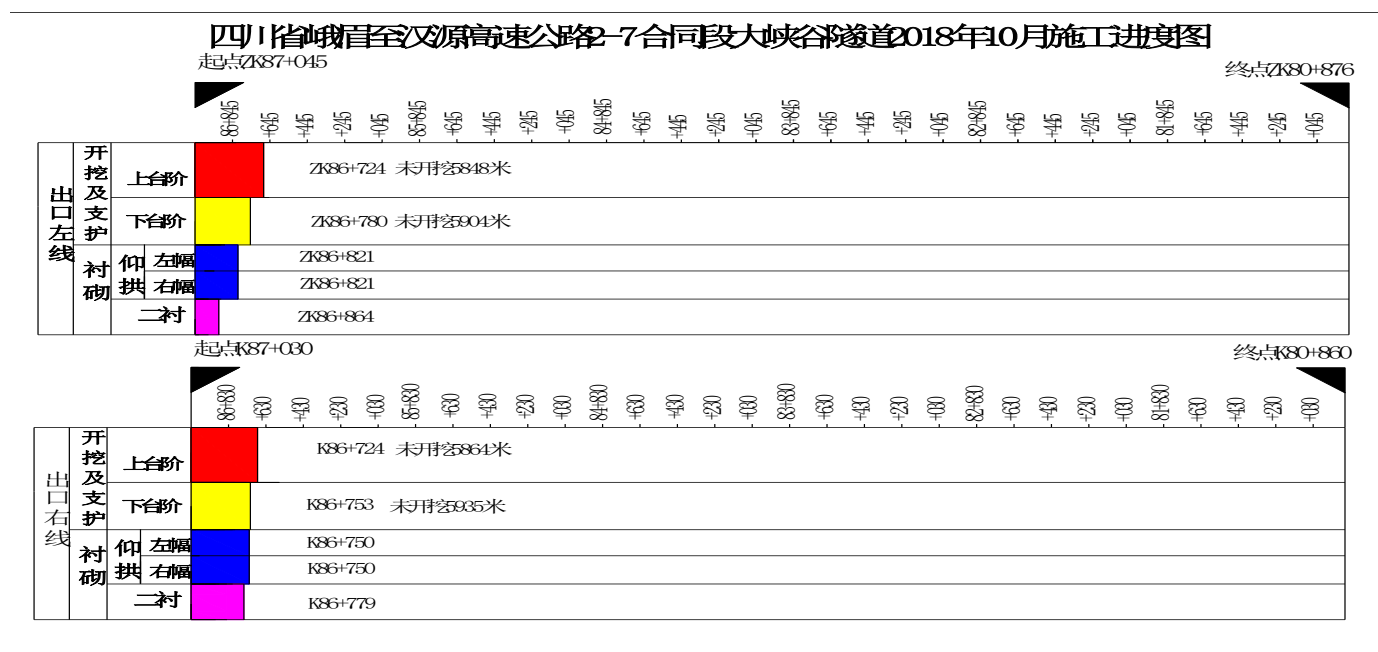 四川省峨眉至汉源高速公路2-7合同段大峡谷隧道2018年10月施工进度图
起点ZK87+045
终点ZK80+876
86+845 +645 +445 +245 +045 85+845 +645 +445 +245 +045 84+845 +645 +445 +245 +045 83+845 +645 +445 +245 +045 82+845 +645 +445 +245 +045 81+845 +645 +445 +245 +045
出口左线
开挖及支护
上台阶 ZK86+724 未开挖5848米
下台阶 ZK86+780 未开挖5904米
衬砌
仰拱
左幅 ZK86+821
右幅 ZK86+821
二衬 ZK86+864
起点K87+030
终点K80+860
86+830 +630 +430 +230 +030 85+830 +630 +430 +230 +030 84+830 +630 +430 +230 +030 83+830 +630 +430 +230 +030 82+830 +630 +430 +230 +030 81+830 +630 +430 +230 +030
出口右线
开挖及支护
上台阶 K86+724 未开挖5864米
下台阶 K86+753 未开挖5935米
衬砌
仰拱
左幅 K86+750
右幅 K86+750
二衬 K86+779